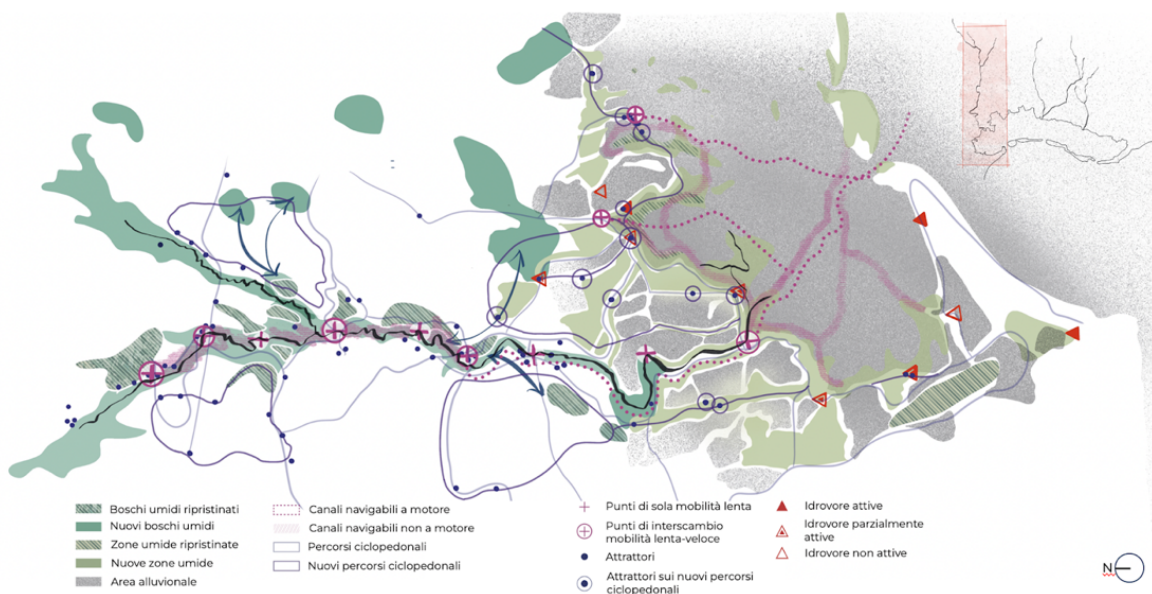 Boschi umidi ripristinati
Nuovi boschi umidi
Zone umide ripristinate
Nuove zone umide
Area alluvionale
Canali navigabili a motore
Canali navigabili non a motore
Percorsi ciclopedonali
Nuovi percorsi ciclopedonali
Punti di sola mobilità lenta
Punti di interscambio
mobilità lenta-veloce
Attrattori
Attrattori sui nuovi percorsi
ciclopedonali
Idrovore attive
Idrovore parzialmente
attive
Idrovore non attive
N